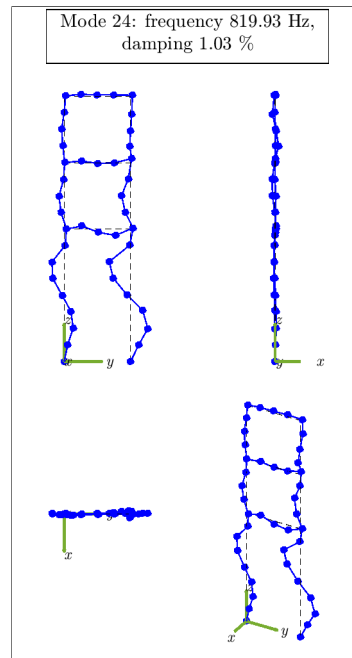 Mode 24: frequency 819.93 Hz,
damping 1.03 %
z
x
y
z
y
x
y
x
z
x
y